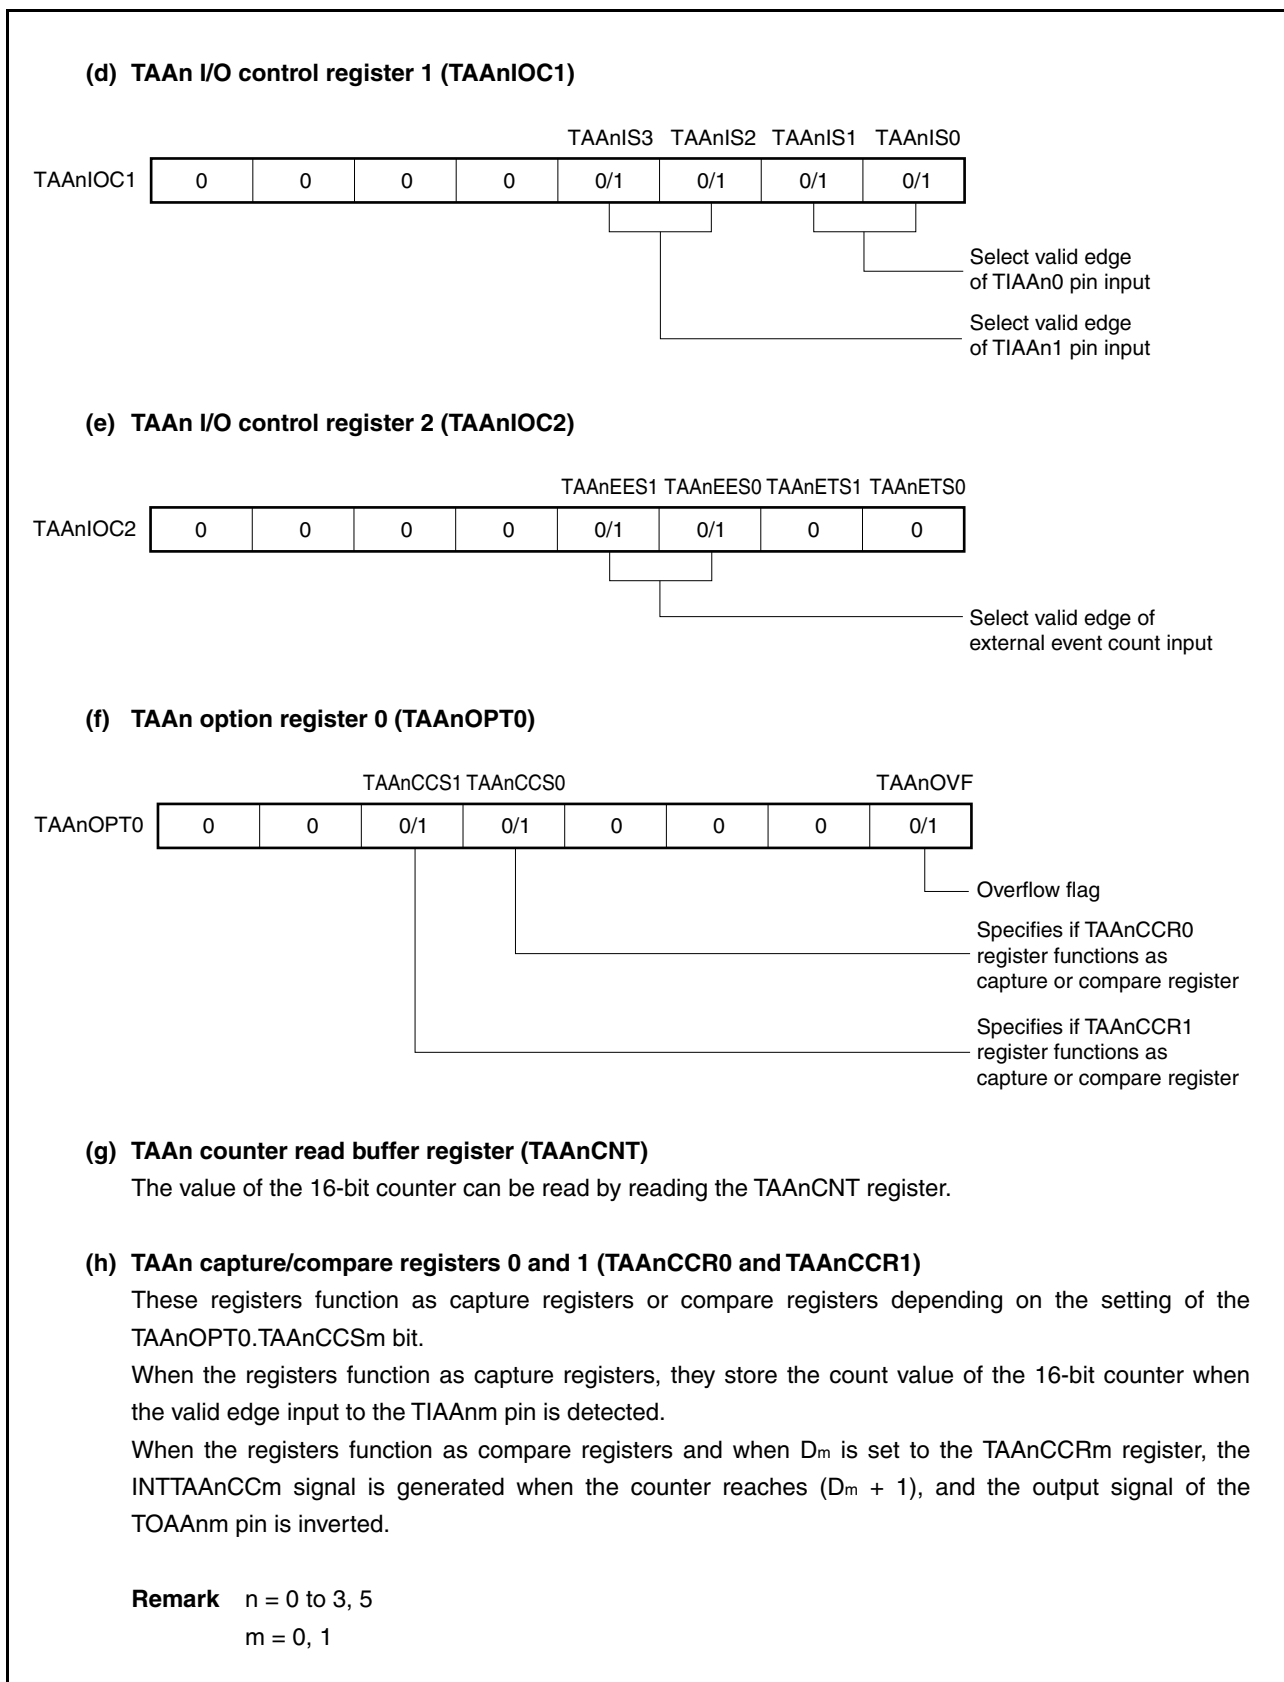 (d) TAAn I/O control register 1 (TAAnIOC1)
TAAnIS3 TAAnIS2 TAAnIS1 TAAnIS0
TAAnIOC1 0 0 0 0 0/1 0/1 0/1 0/1
Select valid edge
of TIAAn0 pin input
Select valid edge
of TIAAn1 pin input
(e) TAAn I/O control register 2 (TAAnIOC2)
TAAnEES1 TAAnEES0 TAAnETS1 TAAnETS0
TAAnIOC2 0 0 0 0 0/1 0/1 0 0
Select valid edge of
external event count input
(f) TAAn option register 0 (TAAnOPT0)
TAAnCCS1 TAAnCCS0 TAAnOVF
TAAnOPT0 0 0 0/1 0/1 0 0 0 0/1
Overflow flag
Specifies if TAAnCCR0
register functions as
capture or compare register
Specifies if TAAnCCR1
register functions as
capture or compare register
(g) TAAn counter read buffer register (TAAnCNT)
The value of the 16-bit counter can be read by reading the TAAnCNT register.
(h) TAAn capture/compare registers 0 and 1 (TAAnCCR0 and TAAnCCR1)
These registers function as capture registers or compare registers depending on the setting of the
TAAnOPT0.TAAnCCSm bit.
When the registers function as capture registers, they store the count value of the 16-bit counter when
the valid edge input to the TIAAnm pin is detected.
When the registers function as compare registers and when Dm is set to the TAAnCCRm register, the
INTTAAnCCm signal is generated when the counter reaches (Dm + 1), and the output signal of the
TOAAnm pin is inverted.
Remark n = 0 to 3, 5
m = 0, 1